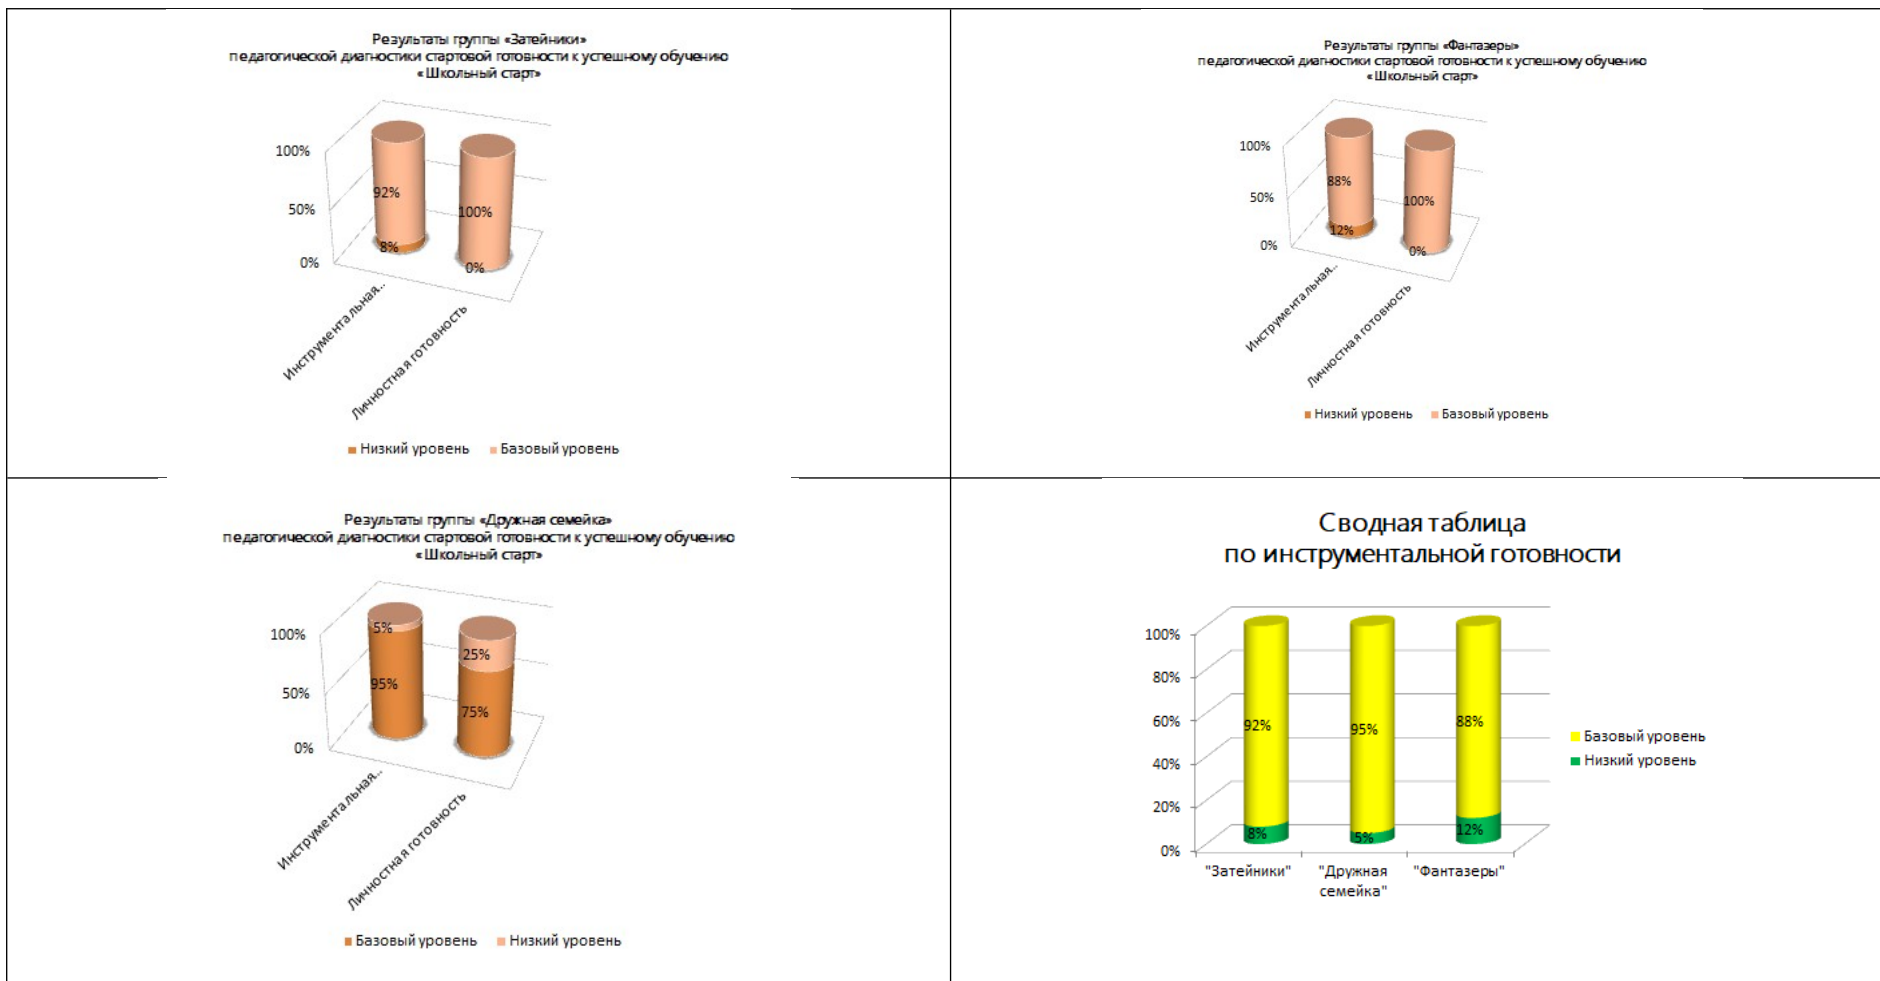 Результаты группы «Затейники»
педагогической диагностики стартовой готовности к успешному обучению
«Школьный старт»
100%
50%
0%
92%
8%
100%
0%
Инструментальная..
Личностная готовность
Низкий уровень
Базовый уровень
Результаты группы «Фантазеры»
педагогической диагностики стартовой готовности к успешному обучению
«Школьный старт»
100%
50%
0%
88%
12%
100%
0%
Инструментальная..
Личностная готовность
Низкий уровень
Базовый уровень
Результаты группы «Дружная семейка»
педагогической диагностики стартовой готовности к успешному обучению
«Школьный старт»
100%
50%
0%
5%
95%
25%
75%
Инструментальная..
Личностная готовность
Базовый уровень
Низкий уровень
Сводная таблица
по инструментальной готовности
100%
80%
60%
40%
20%
0%
92%
95%
88%
8%
5%
12%
"Затейники"
"Дружная
семейка"
"Фантазеры"
Базовый уровень
Низкий уровень